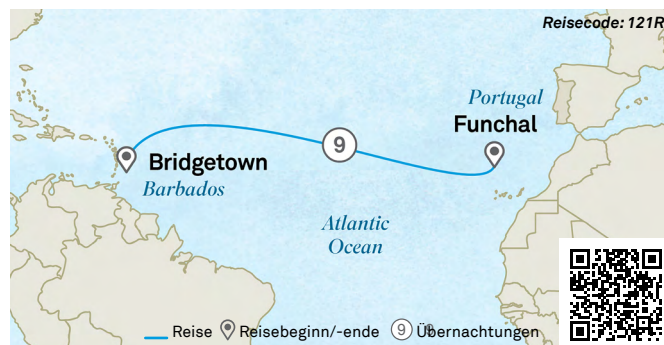 Reisecode: 121R
Portugal
Funchal
9
Bridgetown
Barbados
Atlantic
Ocean
Reise Reisebeginn/-ende 9 Übernachtungen